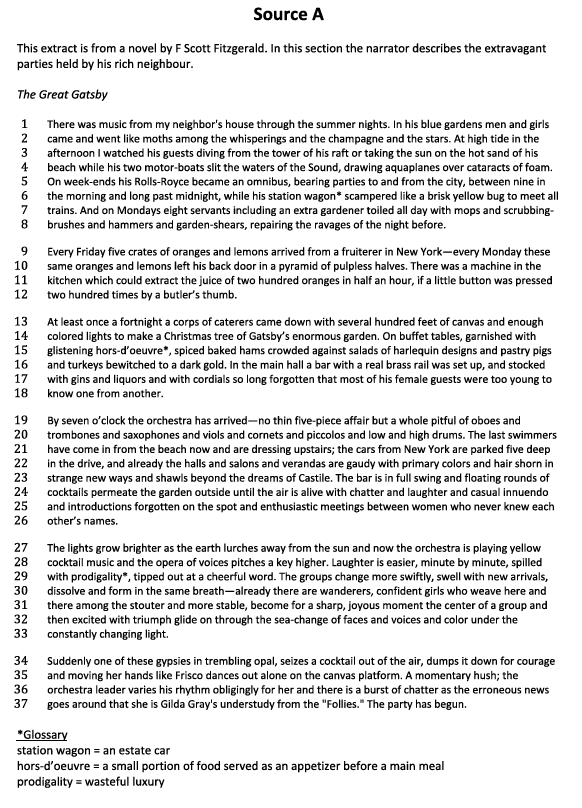 Source A
This extract is from a novel by F Scott Fitzgerald. In this section the narrator describes the extravagant
parties held by his rich neighbour.
The Great Gatsby
1 There was music from my neighbor's house through the summer nights. In his blue gardens men and girls
2 came and went like moths among the whisperings and the champagne and the stars. At high tide in the
3 afternoon I watched his guests diving from the tower of his raft or taking the sun on the hot sand of his
4 beach while his two motor-boats slit the waters of the Sound, drawing aquaplanes over cataracts of foam.
5 On week-ends his Rolls-Royce became an omnibus, bearing parties to and from the city, between nine in
6 the morning and long past midnight, while his station wagon* scampered like a brisk yellow bug to meet all
7 trains. And on Mondays eight servants including an extra gardener toiled all day with mops and scrubbing-
8 brushes and hammers and garden-shears, repairing the ravages of the night before.
9 Every Friday five crates of oranges and lemons arrived from a fruiterer in New York—every Monday these
10 same oranges and lemons left his back door in a pyramid of pulpless halves. There was a machine in the
11 kitchen which could extract the juice of two hundred oranges in half an hour, if a little button was pressed
12 two hundred times by a butler's thumb.
13 At least once a fortnight a corps of caterers came down with several hundred feet of canvas and enough
14 colored lights to make a Christmas tree of Gatsby's enormous garden. On buffet tables, garnished with
15 glistening hors-d'oeuvre*, spiced baked hams crowded against salads of harlequin designs and pastry pigs
16 and turkeys bewitched to a dark gold. In the main hall a bar with a real brass rail was set up, and stocked
17 with gins and liquors and with cordials so long forgotten that most of his female guests were too young to
18 know one from another.
19 By seven o'clock the orchestra has arrived—no thin five-piece affair but a whole pitful of oboes and
20 trombones and saxophones and viols and cornets and piccolos and low and high drums. The last swimmers
21 have come in from the beach now and are dressing upstairs; the cars from New York are parked five deep
22 in the drive, and already the halls and salons and verandas are gaudy with primary colors and hair shorn in
23 strange new ways and shawls beyond the dreams of Castile. The bar is in full swing and floating rounds of
24 cocktails permeate the garden outside until the air is alive with chatter and laughter and casual innuendo
25 and introductions forgotten on the spot and enthusiastic meetings between women who never knew each
26 other's names.
27 The lights grow brighter as the earth lurches away from the sun and now the orchestra is playing yellow
28 cocktail music and the opera of voices pitches a key higher. Laughter is easier, minute by minute, spilled
29 with prodigality*, tipped out at a cheerful word. The groups change more swiftly, swell with new arrivals,
30 dissolve and form in the same breath—already there are wanderers, confident girls who weave here and
31 there among the stouter and more stable, become for a sharp, joyous moment the center of a group and
32 then excited with triumph glide on through the sea-change of faces and voices and color under the
33 constantly changing light.
34 Suddenly one of these gypsies in trembling opal, seizes a cocktail out of the air, dumps it down for courage
35 and moving her hands like Frisco dances out alone on the canvas platform. A momentary hush; the
36 orchestra leader varies his rhythm obligingly for her and there is a burst of chatter as the erroneous news
37 goes around that she is Gilda Gray's understudy from the "Follies." The party has begun.
*Glossary
station wagon = an estate car
hors-d'oeuvre = a small portion of food served as an appetizer before a main meal
prodigality = wasteful luxury